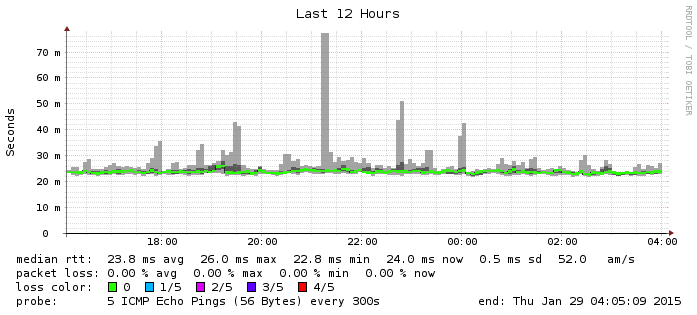 Last 12 Hours
RRDTOOL / TOBI OETIKER
Seconds
70 m
60 m
50 m
40 m
30 m
20 m
10 m
0
18:00 20:00 22:00 00:00 02:00 04:00
median rtt: 23.8 ms avg 26.0 ms max 22.8 ms min 24.0 ms now 0.5 ms sd 52.0 am/s
packet loss: 0.00 % avg 0.00 % max 0.00 % min 0.00 % now
loss color: 0 1/5 2/5 3/5 4/5
probe: 5 ICMP Echo Pings (56 Bytes) every 300s end: Thu Jan 29 04:05:09 2015